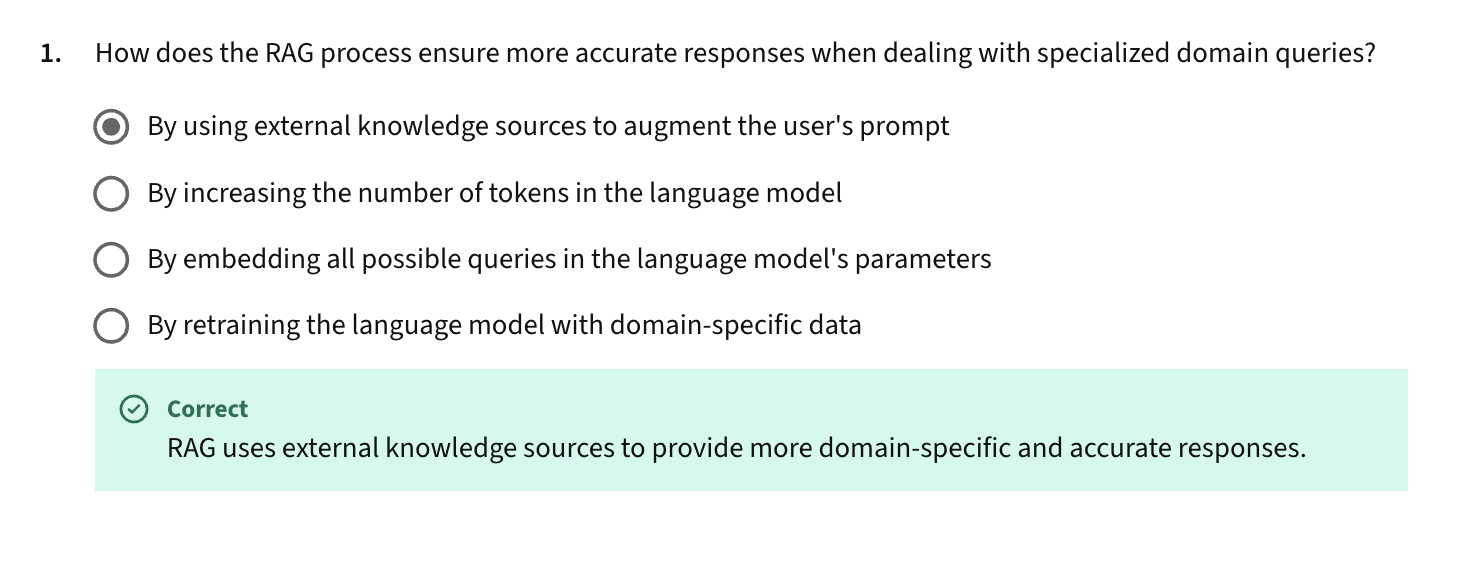 1. How does the RAG process ensure more accurate responses when dealing with specialized domain queries?
By using external knowledge sources to augment the user's prompt
By increasing the number of tokens in the language model
By embedding all possible queries in the language model's parameters
By retraining the language model with domain-specific data
Correct
RAG uses external knowledge sources to provide more domain-specific and accurate responses.